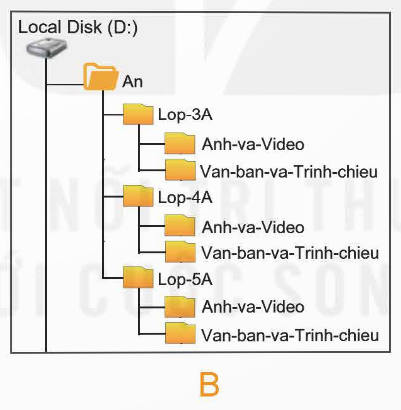 Local Disk (D:)
An
Lop-3A
Anh-va-Video
Van-ban-va-Trinh-chieu
Lop-4A
Anh-va-Video
Van-ban-va-Trinh-chieu
Lop-5A
Anh-va-Video
Van-ban-va-Trinh-chieu
B